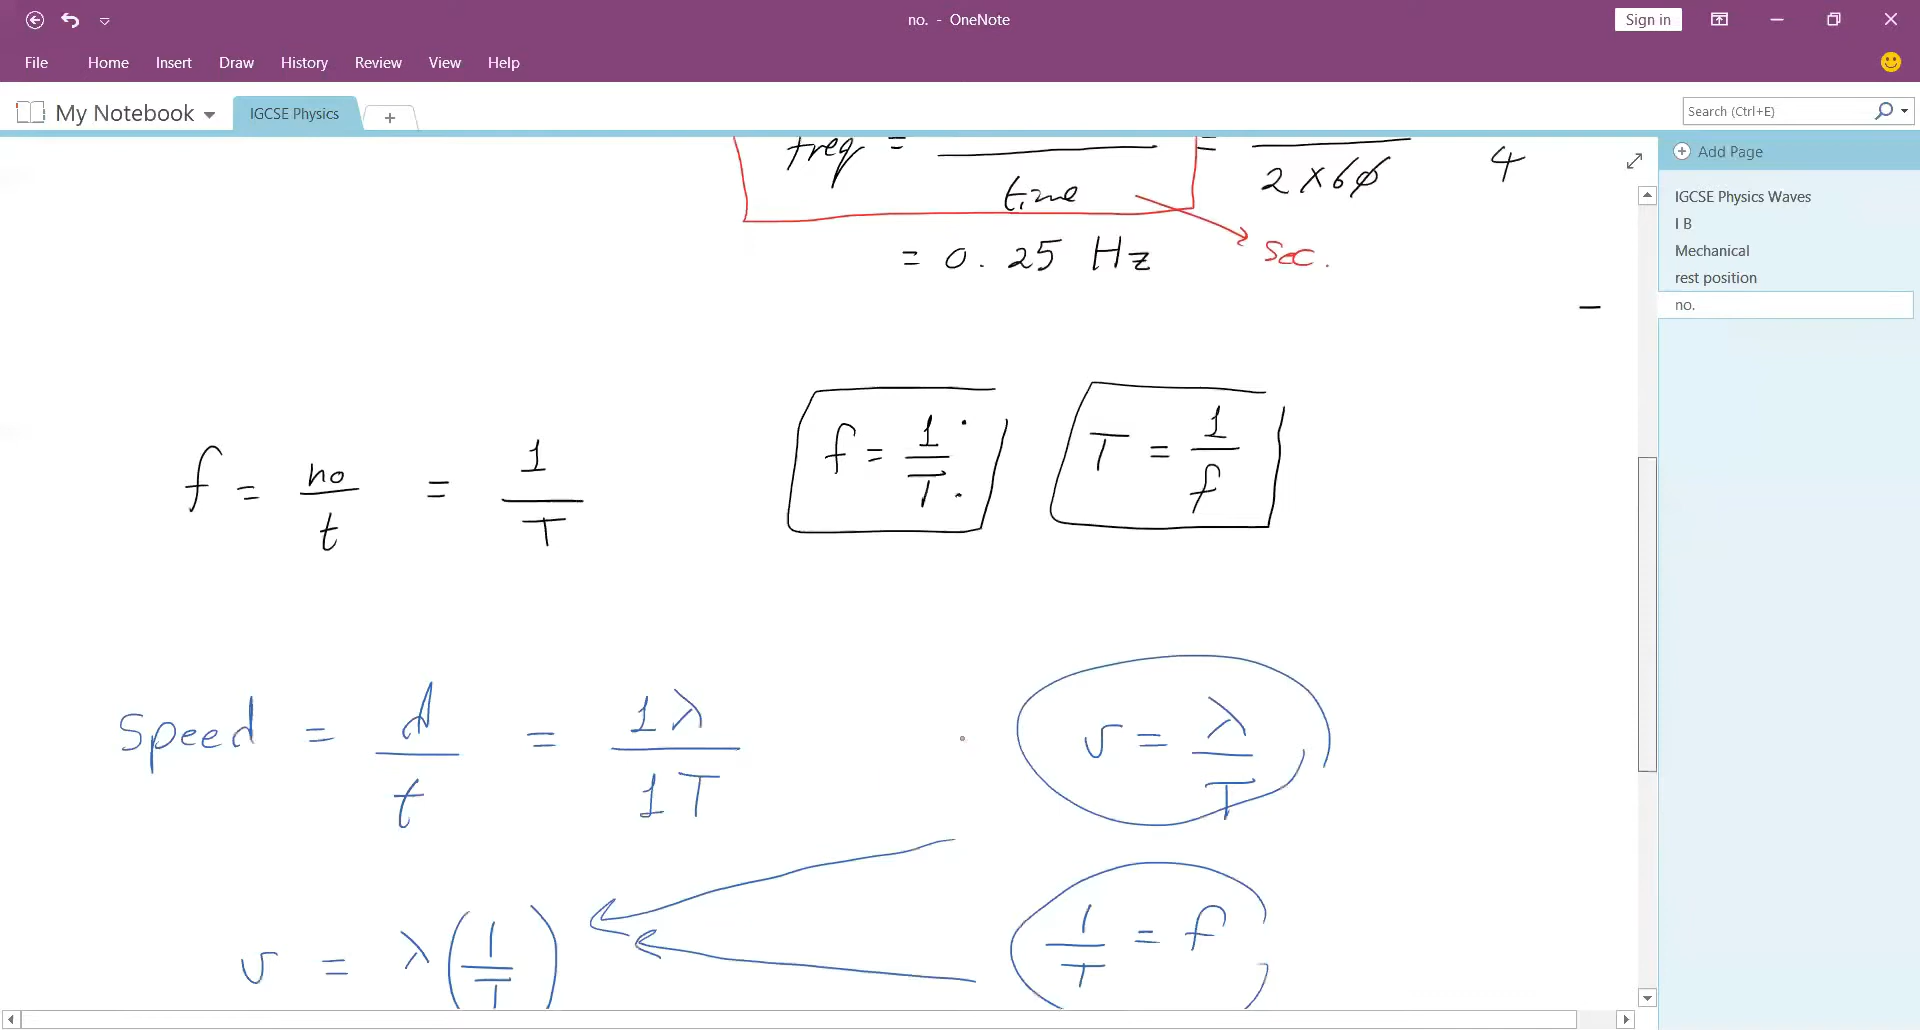 no. - OneNote
Sign in
File Home Insert Draw History Review View Help
My Notebook
IGCSE Physics
+
Search (Ctrl+E)
Add Page
IGCSE Physics Waves
I B
Mechanical
rest position
no.
freq = ─── / time = ─── / 2 × 60 4
= 0.25 Hz
sec.
–
f = no / t = 1 / T
f = 1 / T
T = 1 / f
Speed = d / t = 1λ / 1T
v = λ / T
v = λ (1 / T)
1 / T = f